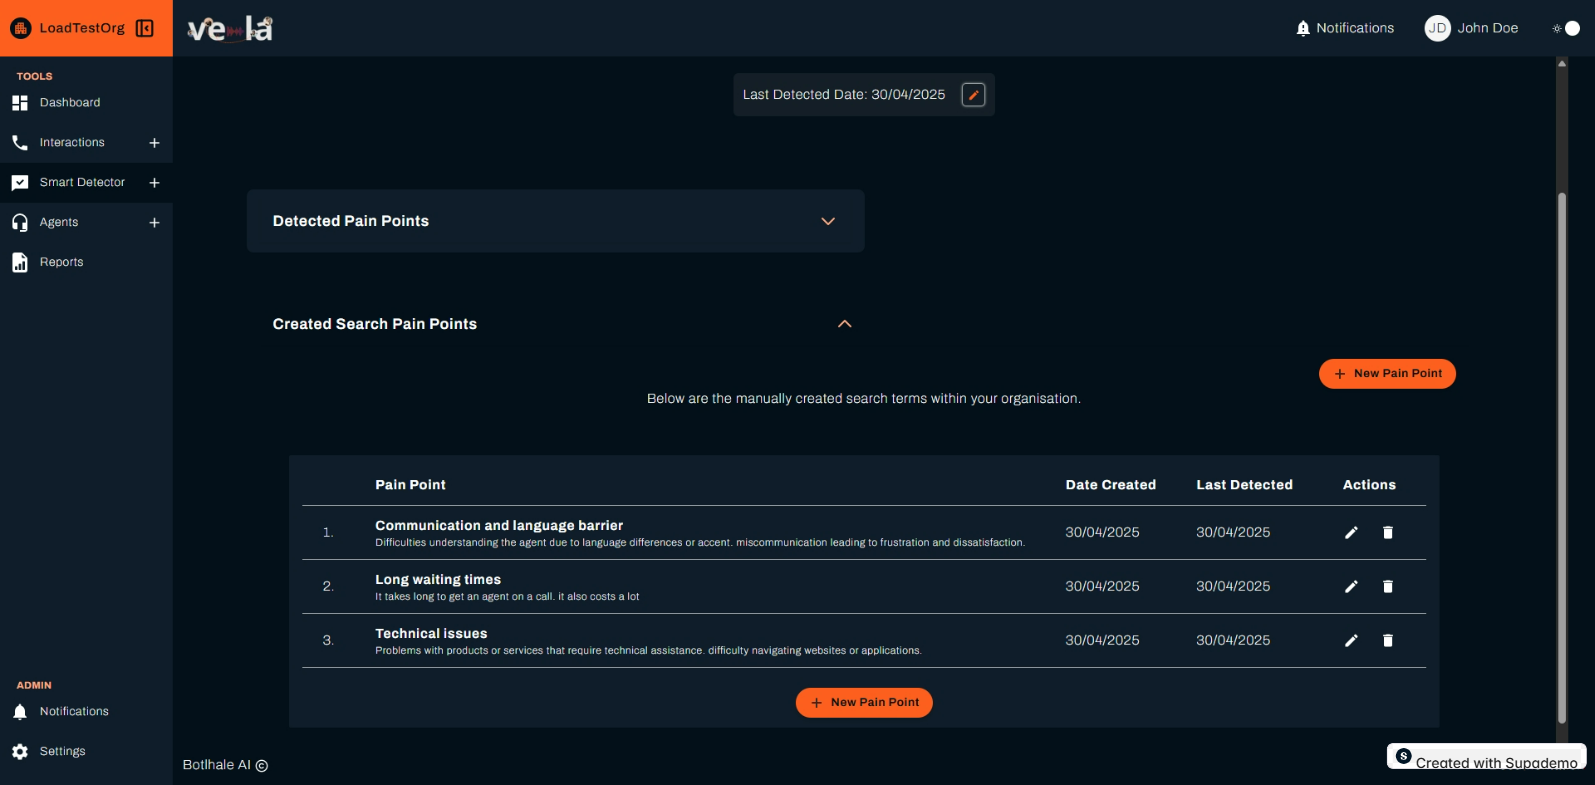 LoadTestOrg
vela
Notifications
JD John Doe
TOOLS
Dashboard
Interactions
Smart Detector
Agents
Reports
ADMIN
Notifications
Settings
Last Detected Date: 30/04/2025
Detected Pain Points
Created Search Pain Points
New Pain Point
Below are the manually created search terms within your organisation.
Pain Point Date Created Last Detected Actions
1. Communication and language barrier 30/04/2025 30/04/2025
Difficulties understanding the agent due to language differences or accent. miscommunication leading to frustration and dissatisfaction.
2. Long waiting times 30/04/2025 30/04/2025
It takes long to get an agent on a call. it also costs a lot
3. Technical issues 30/04/2025 30/04/2025
Problems with products or services that require technical assistance. difficulty navigating websites or applications.
New Pain Point
Botlhale AI ©
S Created with Supademo